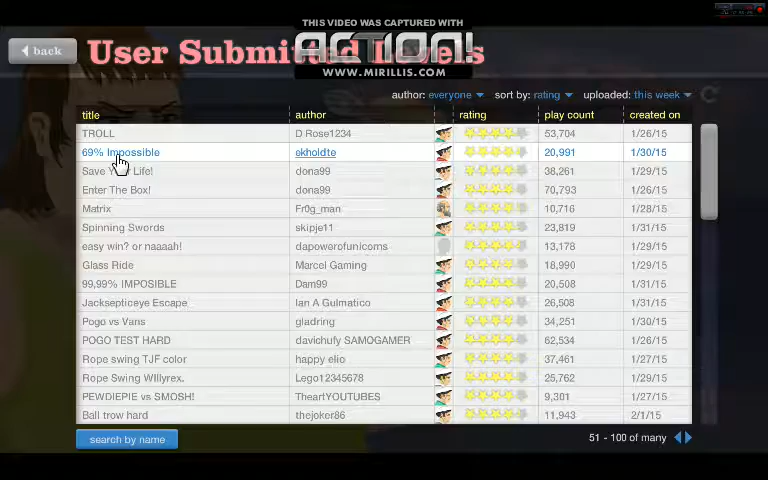 THIS VIDEO WAS CAPTURED WITH
ACTION!
WWW.MIRILLIS.COM
back
User Submitted Levels
author: everyone sort by: rating uploaded: this week
title author rating play count created on
TROLL D Rose1234 53,704 1/26/15
69% Impossible ekholdte 20,991 1/30/15
Save Your Life! dona99 38,261 1/29/15
Enter The Box! dona99 70,793 1/26/15
Matrix Fr0g_man 10,716 1/28/15
Spinning Swords skipje11 23,819 1/31/15
easy win? or naaaah! dapowerofunicorns 13,178 1/29/15
Glass Ride Marcel Gaming 18,990 1/29/15
99,99% IMPOSIBLE Dam99 20,508 1/31/15
Jacksepticeye Escape Ian A Gulmatico 26,508 1/31/15
Pogo vs Vans gladring 34,251 1/30/15
POGO TEST HARD davichufy SAMOGAMER 62,534 1/26/15
Rope swing TJF color happy elio 37,461 1/27/15
Rope Swing WIlyrex. Lego12345678 25,762 1/29/15
PEWDIEPIE vs SMOSH! TheartYOUTUBES 9,301 1/27/15
Ball trow hard thejoker86 11,943 2/1/15
search by name 51 - 100 of many